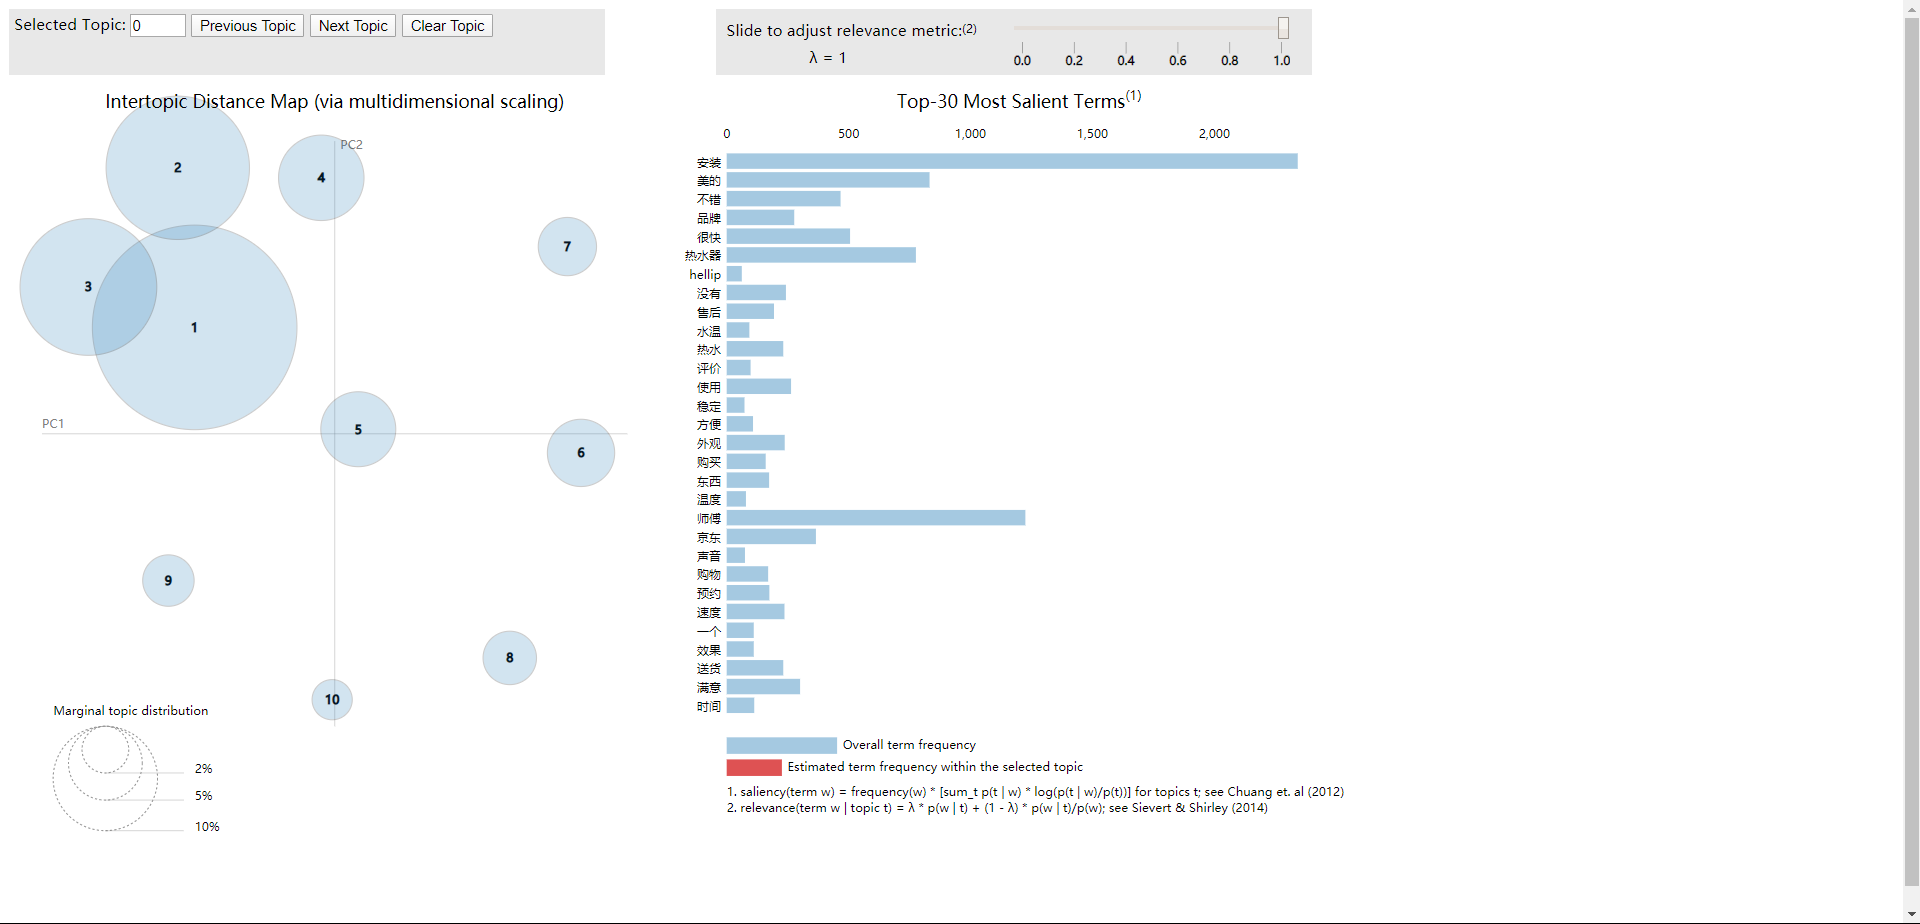 Selected Topic: 0 Previous Topic Next Topic Clear Topic
Slide to adjust relevance metric:(2)
λ = 1
0.0 0.2 0.4 0.6 0.8 1.0
Intertopic Distance Map (via multidimensional scaling)
PC2
PC1
2
4
7
3
1
5
6
9
8
10
Marginal topic distribution
2%
5%
10%
Top-30 Most Salient Terms(1)
0 500 1,000 1,500 2,000
安装
美的
不错
品牌
很快
热水器
hellip
没有
售后
水温
热水
评价
使用
稳定
方便
外观
购买
东西
温度
师傅
京东
声音
购物
预约
速度
一个
效果
送货
满意
时间
Overall term frequency
Estimated term frequency within the selected topic
1. saliency(term w) = frequency(w) * [sum_t p(t | w) * log(p(t | w)/p(t))] for topics t; see Chuang et. al (2012)
2. relevance(term w | topic t) = λ * p(w | t) + (1 - λ) * p(w | t)/p(w); see Sievert & Shirley (2014)